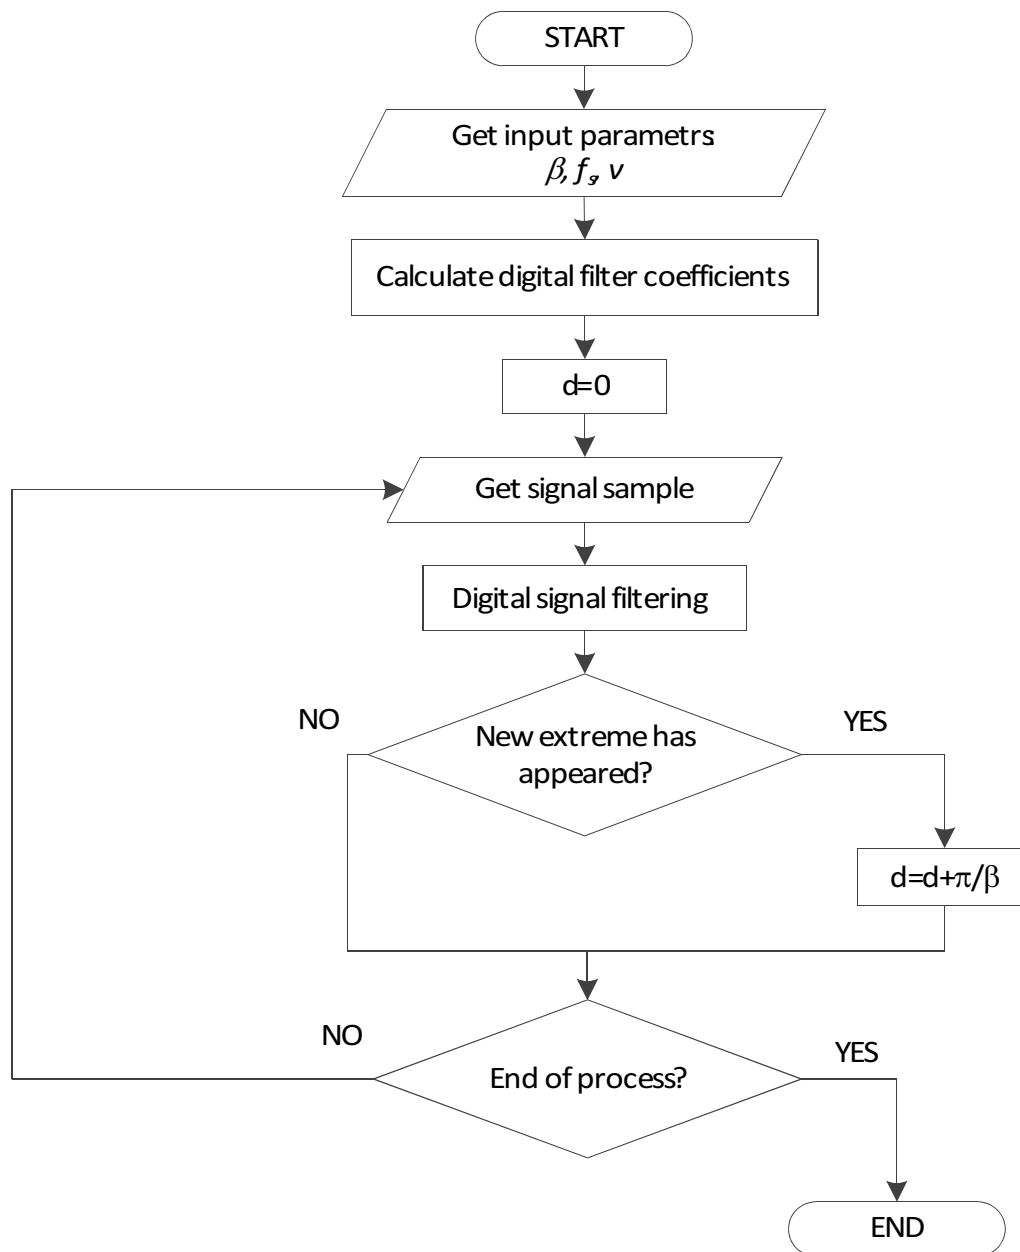 START
Get input parametrs:
β, fₛ, v
Calculate digital filter coefficients
d=0
Get signal sample
Digital signal filtering
NO
YES
New extreme has
appeared?
d=d+π/β
NO
YES
End of process?
END